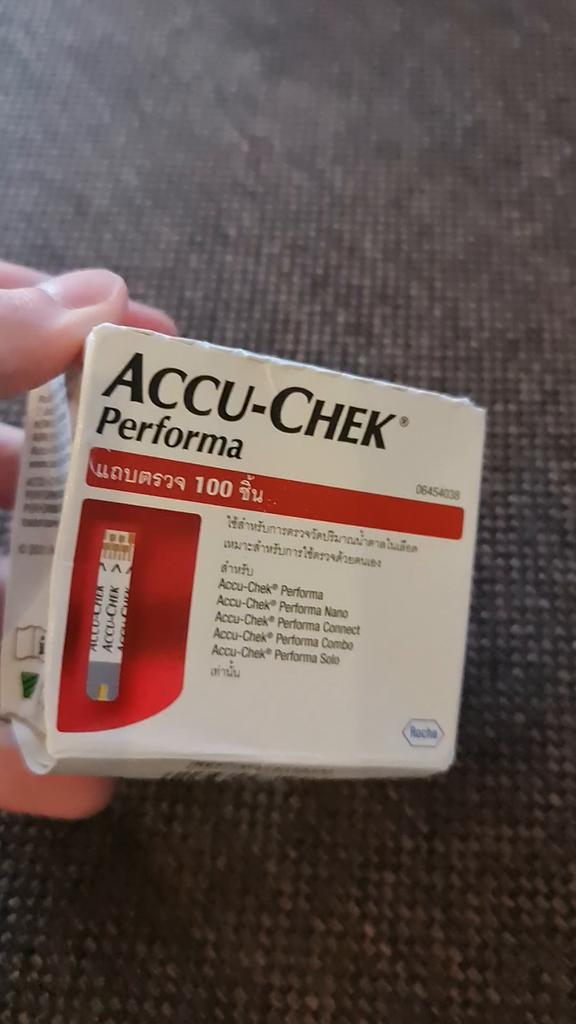 ACCU-CHEK®
Performa
แถบตรวจ 100 ชิ้น
06454038
ใช้สำหรับการตรวจวัดปริมาณน้ำตาลในเลือด
เหมาะสำหรับการใช้ตรวจด้วยตนเอง
สำหรับ
Accu-Chek® Performa
Accu-Chek® Performa Nano
Accu-Chek® Performa Connect
Accu-Chek® Performa Combo
Accu-Chek® Performa Solo
เท่านั้น
ACCU-CHEK
ACCU-CHEK
Roche